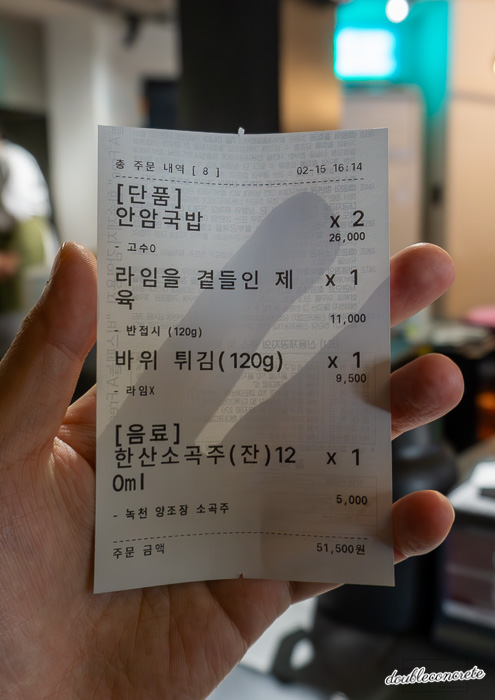 총 주문 내역 [ 8 ] 02-15 16:14
[단품]
안암국밥 x 2
26,000
- 고수O
라임을 곁들인 제 x 1
육
11,000
- 반접시 (120g)
바위 튀김(120g) x 1
9,500
- 라임X
[음료]
한산소곡주(잔)12 x 1
0ml
5,000
- 녹천 양조장 소곡주
주문 금액 51,500원
doubleconcrete